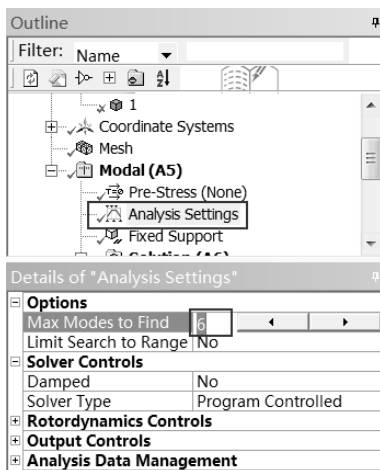 Outline
Filter: Name
1
Coordinate Systems
Mesh
Modal (A5)
Pre-Stress (None)
Analysis Settings
Fixed Support
Solution (A6)
Details of "Analysis Settings"
Options
Max Modes to Find 6
Limit Search to Range No
Solver Controls
Damped No
Solver Type Program Controlled
Rotordynamics Controls
Output Controls
Analysis Data Management